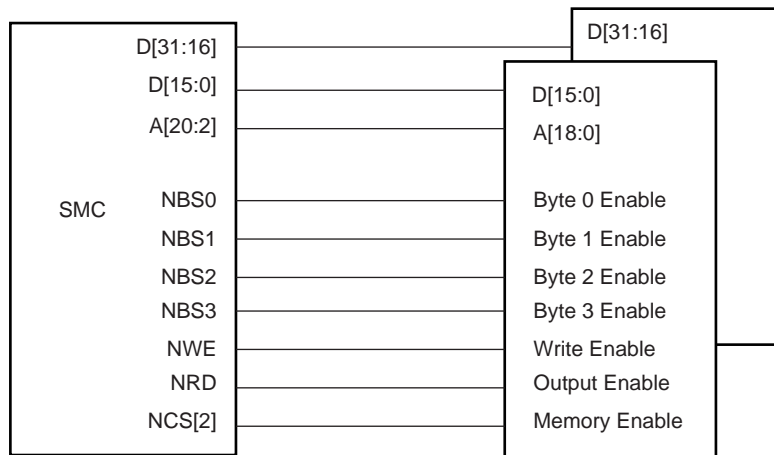 D[31:16] D[31:16]
D[15:0] D[15:0]
A[20:2] A[18:0]
SMC
NBS0 Byte 0 Enable
NBS1 Byte 1 Enable
NBS2 Byte 2 Enable
NBS3 Byte 3 Enable
NWE Write Enable
NRD Output Enable
NCS[2] Memory Enable